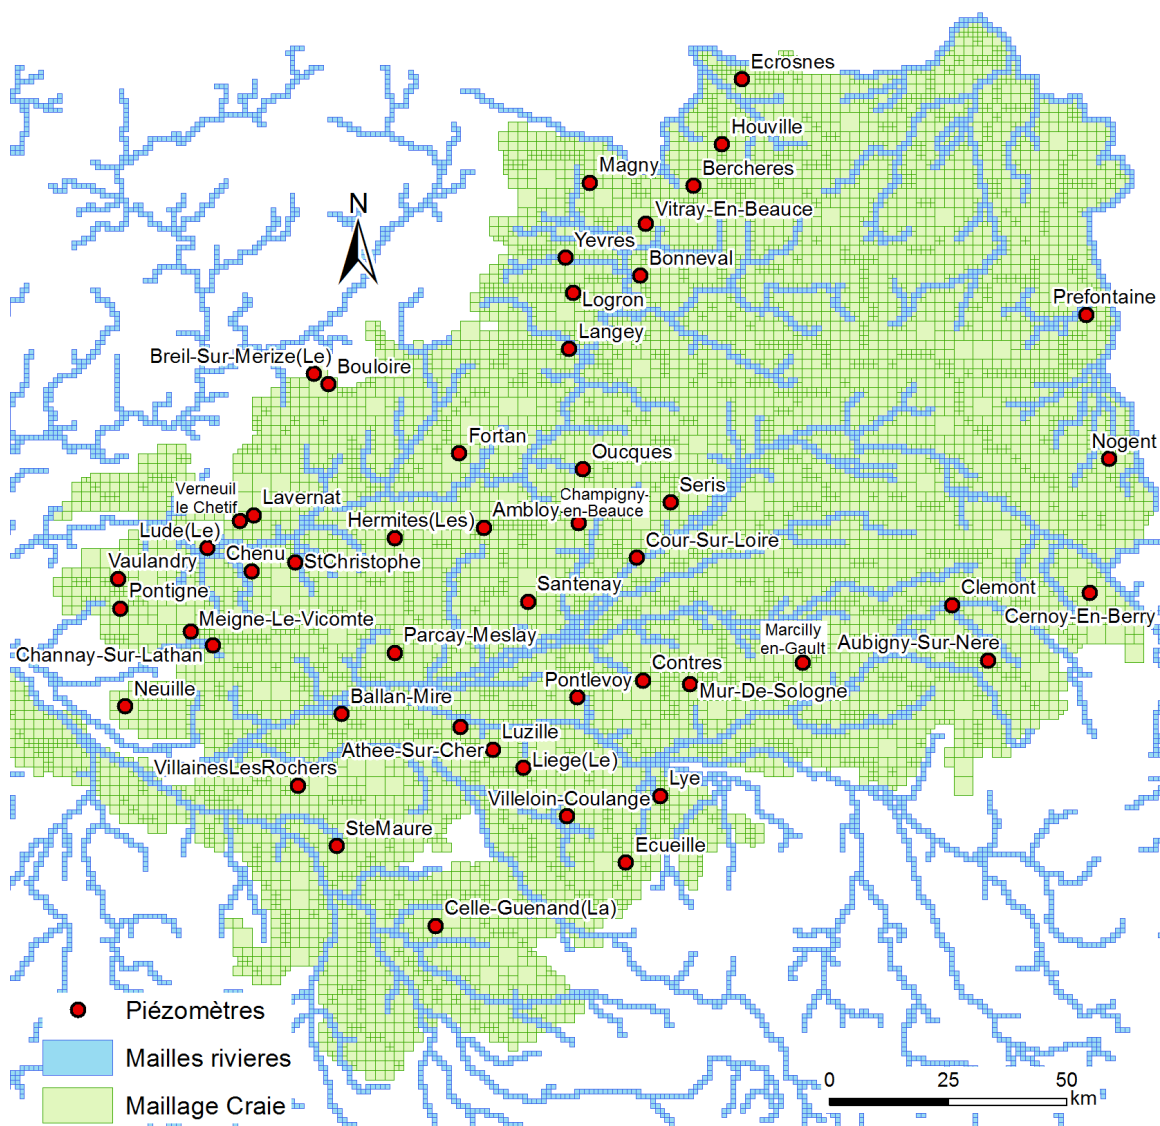 Ecrosnes
Houville
Magny
Bercheres
Vitray-En-Beauce
N
Yevres
Bonneval
Logron
Prefontaine
Langey
Breil-Sur-Merize(Le)
Bouloire
Fortan
Nogent
Oucques
Seris
Verneuil
le Chetif
Lavernat
Champigny-
en-Beauce
Ambloy
Hermites(Les)
Lude(Le)
Cour-Sur-Loire
Chenu
StChristophe
Vaulandry
Pontigne
Santenay
Clemont
Cernoy-En-Berry
Meigne-Le-Vicomte
Parcay-Meslay
Marcilly
en-Gault
Aubigny-Sur-Nere
Channay-Sur-Lathan
Contres
Pontlevoy
Mur-De-Sologne
Neuille
Ballan-Mire
Luzille
Athee-Sur-Cher
Liege(Le)
VillainesLesRochers
Lye
Villeloin-Coulange
SteMaure
Ecueille
Celle-Guenand(La)
Piézomètres
Mailles rivieres
Maillage Craie
0 25 50
km